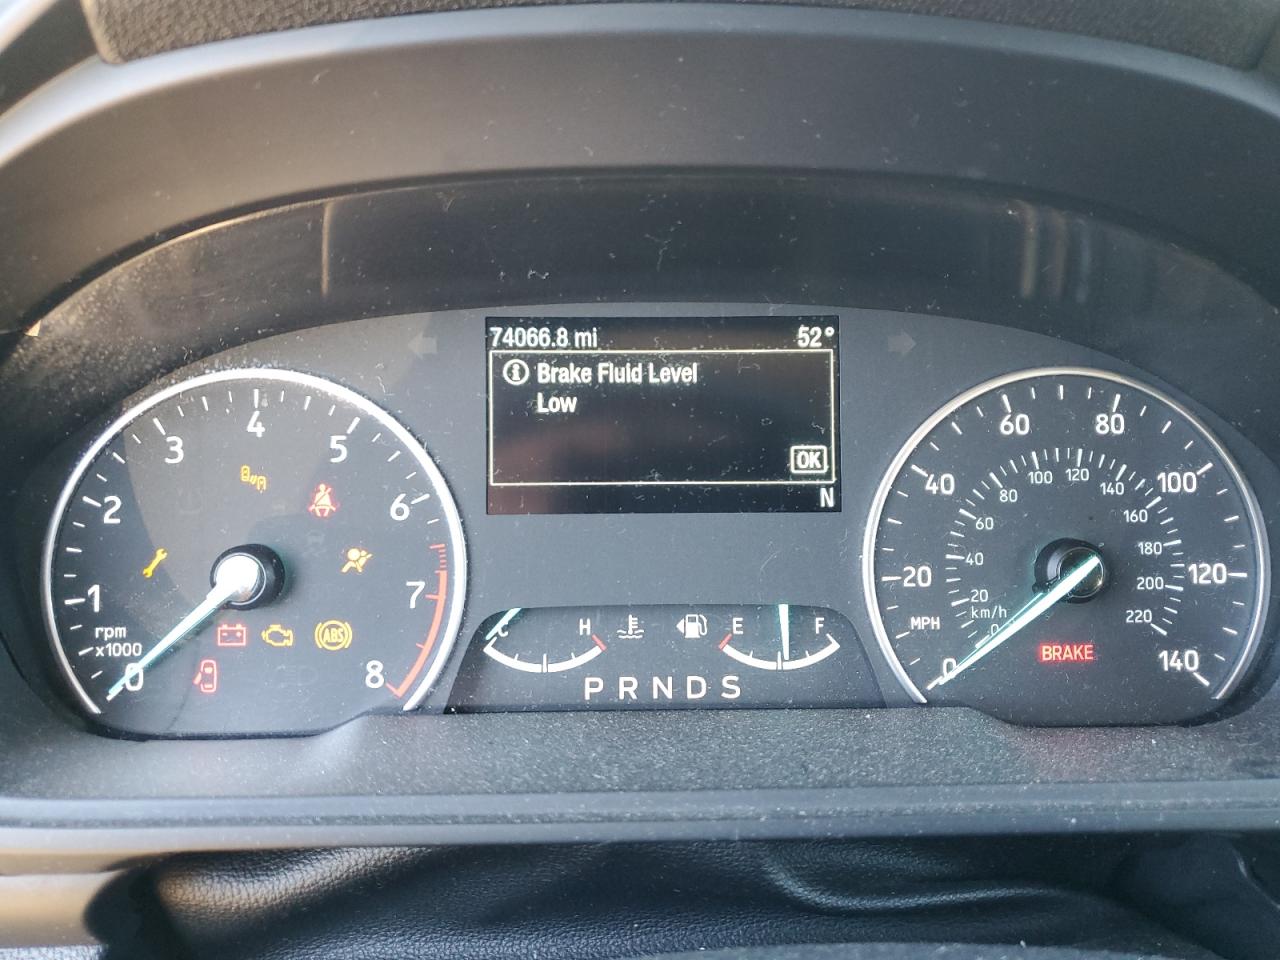 74066.8 mi 52°
Brake Fluid Level
Low
OK
N
0 1 2 3 4 5 6 7 8
rpm
x1000
ABS
C H E F
PRNDS
0 20 40 60 80 100 120 140
MPH
0 20 40 60 80 100 120 140 160 180 200 220
km/h
BRAKE